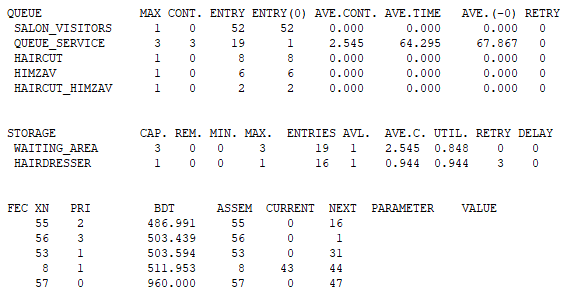 QUEUE MAX CONT. ENTRY ENTRY(0) AVE.CONT. AVE.TIME AVE.(-0) RETRY
SALON_VISITORS 1 0 52 52 0.000 0.000 0.000 0
QUEUE_SERVICE 3 3 19 1 2.545 64.295 67.867 0
HAIRCUT 1 0 8 8 0.000 0.000 0.000 0
HIMZAV 1 0 6 6 0.000 0.000 0.000 0
HAIRCUT_HIMZAV 1 0 2 2 0.000 0.000 0.000 0
STORAGE CAP. REM. MIN. MAX. ENTRIES AVL. AVE.C. UTIL. RETRY DELAY
WAITING_AREA 3 0 0 3 19 1 2.545 0.848 0 0
HAIRDRESSER 1 0 0 1 16 1 0.944 0.944 3 0
FEC XN PRI BDT ASSEM CURRENT NEXT PARAMETER VALUE
55 2 486.991 55 0 16
56 3 503.439 56 0 1
53 1 503.594 53 0 31
8 1 511.953 8 43 44
57 0 960.000 57 0 47